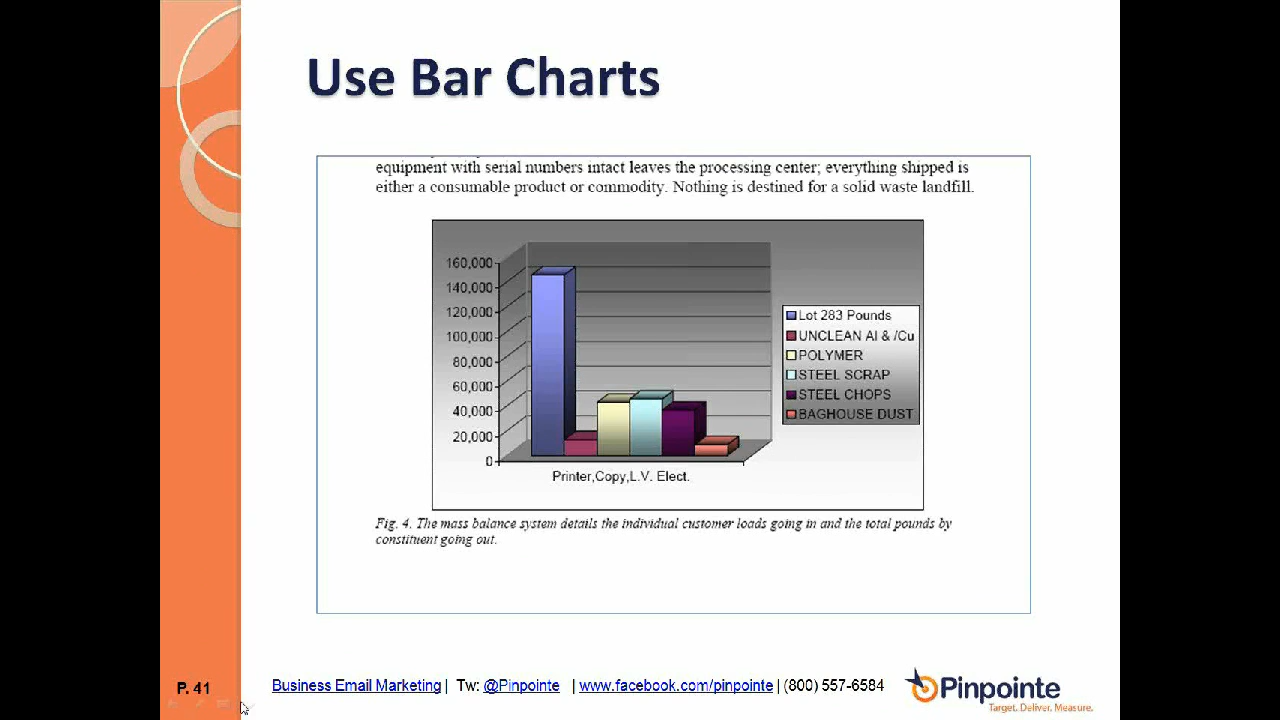 Use Bar Charts
equipment with serial numbers intact leaves the processing center; everything shipped is
either a consumable product or commodity. Nothing is destined for a solid waste landfill.
160,000
140,000
120,000
100,000
80,000
60,000
40,000
20,000
0
Printer,Copy,L.V. Elect.
Lot 283 Pounds
UNCLEAN Al & /Cu
POLYMER
STEEL SCRAP
STEEL CHOPS
BAGHOUSE DUST
Fig. 4. The mass balance system details the individual customer loads going in and the total pounds by
constituent going out.
P. 41
Business Email Marketing | Tw: @Pinpointe | www.facebook.com/pinpointe | (800) 557-6584
Pinpointe
Target. Deliver. Measure.